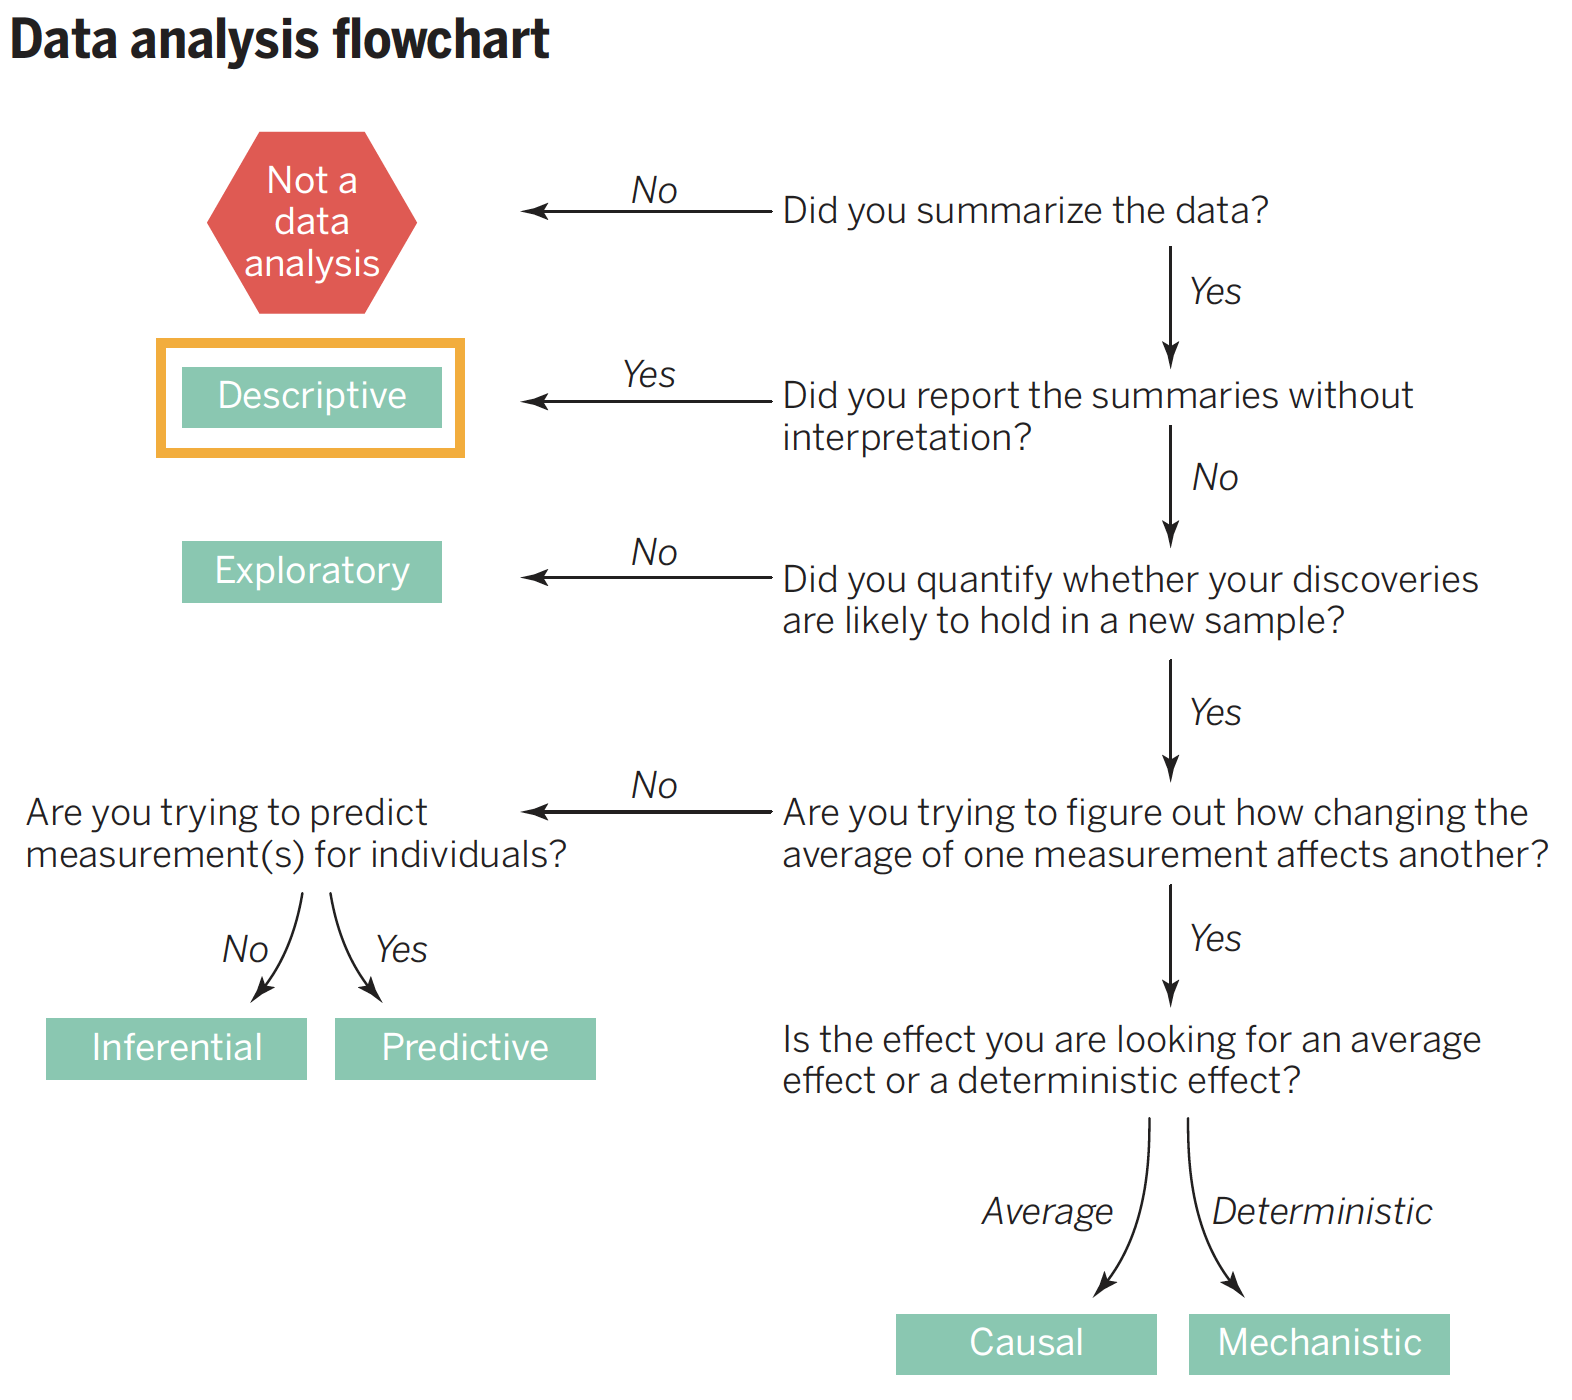 Data analysis flowchart
Not a
data
analysis
No
Did you summarize the data?
Yes
Descriptive
Yes
Did you report the summaries without
interpretation?
No
Exploratory
No
Did you quantify whether your discoveries
are likely to hold in a new sample?
Yes
Are you trying to predict
measurement(s) for individuals?
No
Are you trying to figure out how changing the
average of one measurement affects another?
No
Yes
Yes
Inferential
Predictive
Is the effect you are looking for an average
effect or a deterministic effect?
Average
Deterministic
Causal
Mechanistic